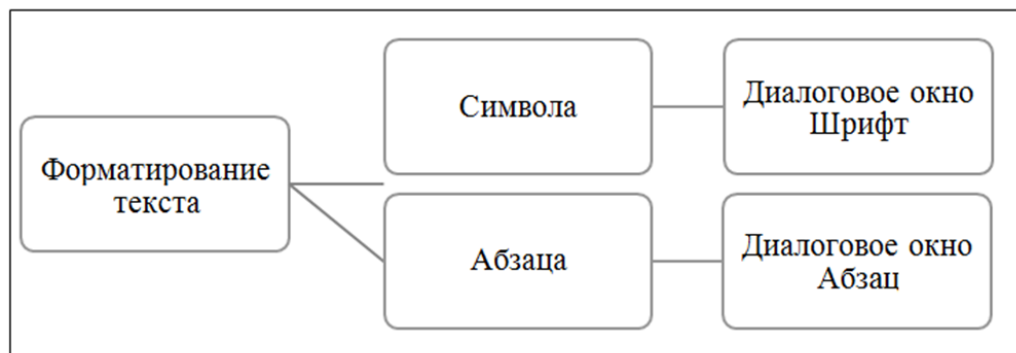 Форматирование
текста
Символа
Диалоговое окно
Шрифт
Абзаца
Диалоговое окно
Абзац